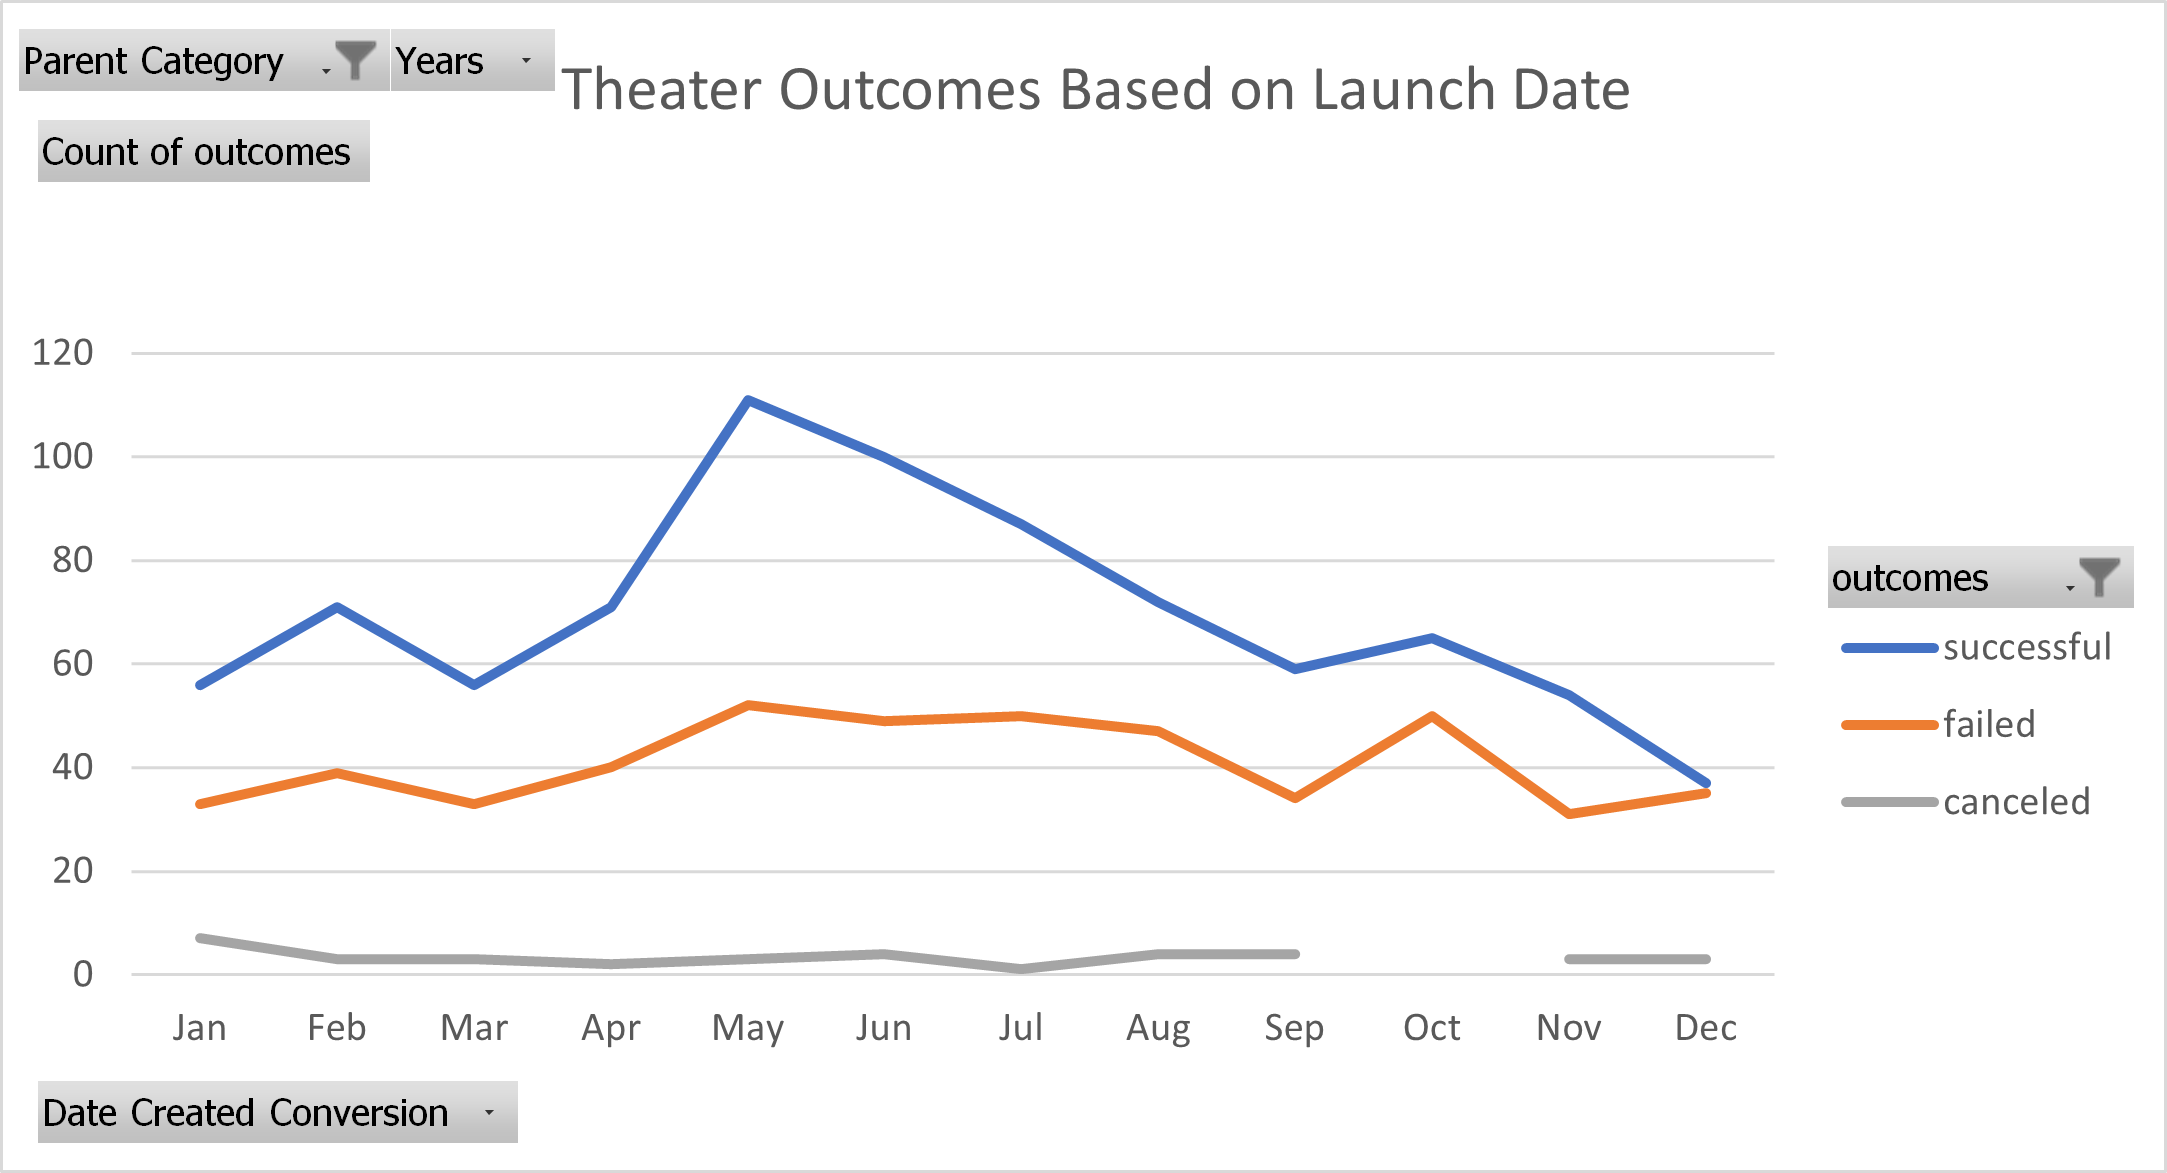 Parent Category Years
Theater Outcomes Based on Launch Date
Count of outcomes
120
100
80
60
40
20
0
Jan Feb Mar Apr May Jun Jul Aug Sep Oct Nov Dec
outcomes
successful
failed
canceled
Date Created Conversion